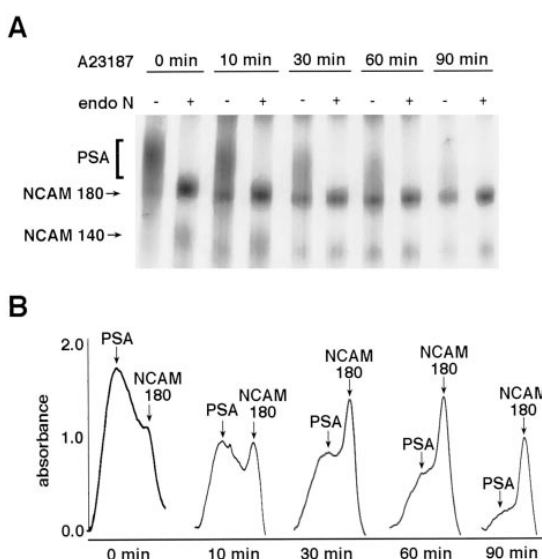 A
A23187 0 min 10 min 30 min 60 min 90 min
endo N - + - + - + - + - +
PSA
NCAM 180
NCAM 140
B
PSA
NCAM
180
PSA
NCAM
180
PSA
NCAM
180
PSA
NCAM
180
PSA
NCAM
180
absorbance
2.0
1.0
0.0
0 min 10 min 30 min 60 min 90 min